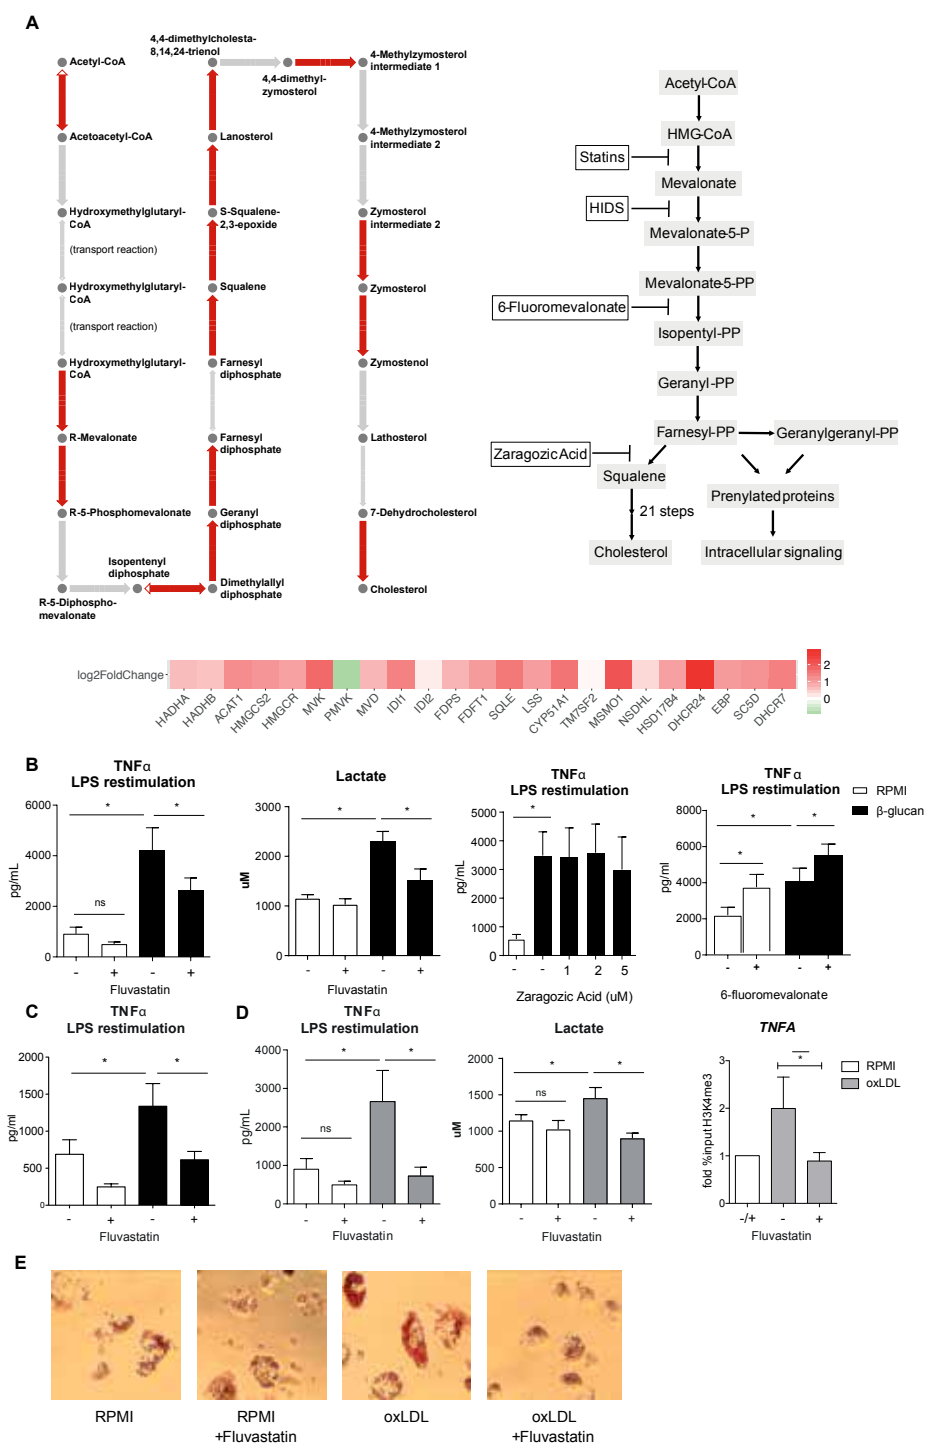 A
4,4-dimethylcholesta-
8,14,24-trienol
Acetyl-CoA
4,4-dimethyl-
zymosterol
4-Methylzymosterol
intermediate 1
Acetoacetyl-CoA
Lanosterol
4-Methylzymosterol
intermediate 2
Hydroxymethylglutaryl-
CoA
S-Squalene-
2,3-epoxide
Zymosterol
intermediate 2
(transport reaction)
Hydroxymethylglutaryl-
CoA
Squalene
Zymosterol
(transport reaction)
Hydroxymethylglutaryl-
CoA
Farnesyl
diphosphate
Zymostenol
R-Mevalonate
Farnesyl
diphosphate
Lathosterol
R-5-Phosphomevalonate
Geranyl
diphosphate
7-Dehydrocholesterol
Isopentenyl
diphosphate
R-5-Diphospho-
mevalonate
Dimethylallyl
diphosphate
Cholesterol
Acetyl-CoA
HMG-CoA
Statins
Mevalonate
HIDS
Mevalonate-5-P
Mevalonate-5-PP
6-Fluoromevalonate
Isopentyl-PP
Geranyl-PP
Farnesyl-PP
Geranylgeranyl-PP
Zaragozic Acid
Squalene
Prenylated proteins
21 steps
Cholesterol
Intracellular signaling
log2FoldChange
HADHA
HADHB
ACAT1
HMGCS2
HMGCR
MVK
PMVK
MVD
IDI1
IDI2
FDPS
FDFT1
SQLE
LSS
CYP51A1
TM7SF2
MSMO1
NSDHL
HSD17B4
DHCR24
EBP
SC5D
DHCR7
2
1
0
B
TNFα
LPS restimulation
6000
4000
2000
0
pg/mL
*
*
ns
- + - +
Fluvastatin
Lactate
3000
2000
1000
0
uM
*
*
- + - +
Fluvastatin
TNFα
LPS restimulation
5000
4000
3000
2000
1000
0
pg/mL
*
- - 1 2 5
Zaragozic Acid (uM)
TNFα
LPS restimulation
8000
6000
4000
2000
0
pg/ml
*
*
*
- + - +
6-fluoromevalonate
RPMI
β-glucan
C
TNFα
LPS restimulation
2000
1500
1000
500
0
pg/ml
*
*
- + - +
Fluvastatin
D
TNFα
LPS restimulation
4000
3000
2000
1000
0
pg/mL
*
*
ns
- + - +
Fluvastatin
Lactate
2000
1500
1000
500
0
uM
*
*
ns
- + - +
Fluvastatin
TNFA
3
2
1
0
fold %input H3K4me3
*
-/+ - +
Fluvastatin
RPMI
oxLDL
E
RPMI
RPMI
+Fluvastatin
oxLDL
oxLDL
+Fluvastatin